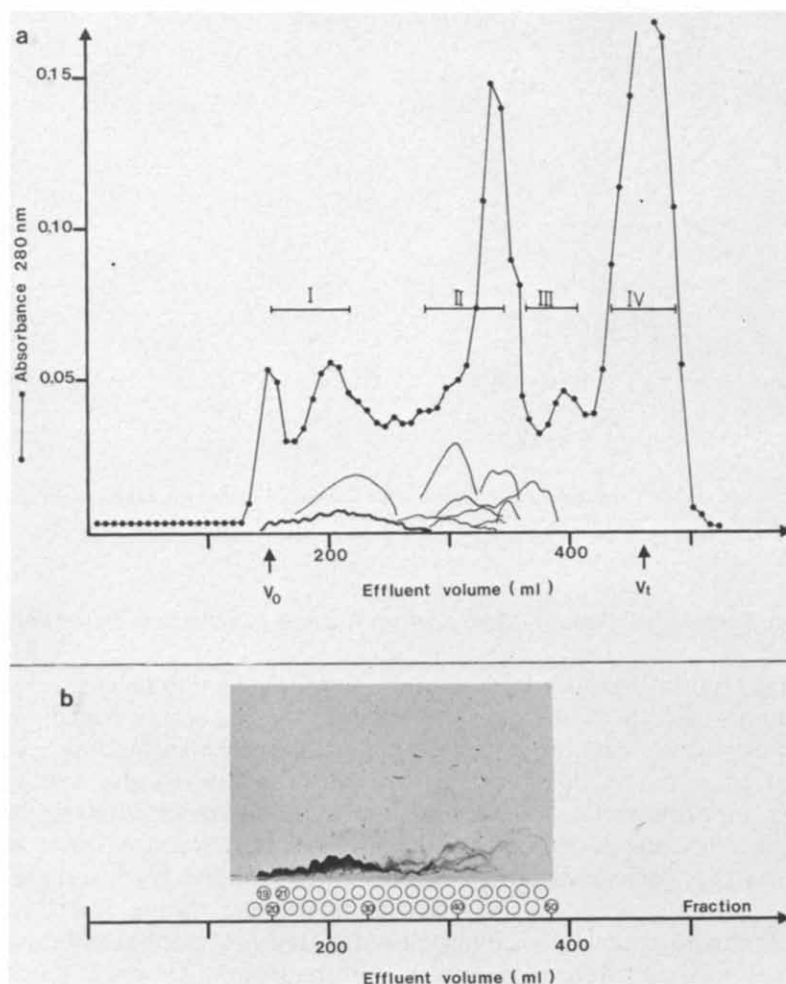 a
Absorbance 280 nm
0.15
0.10
0.05
I
II
III
IV
200
400
V₀
Effluent volume (ml)
Vₜ
b
19 21
20 30 40 50
Fraction
200
400
Effluent volume (ml)